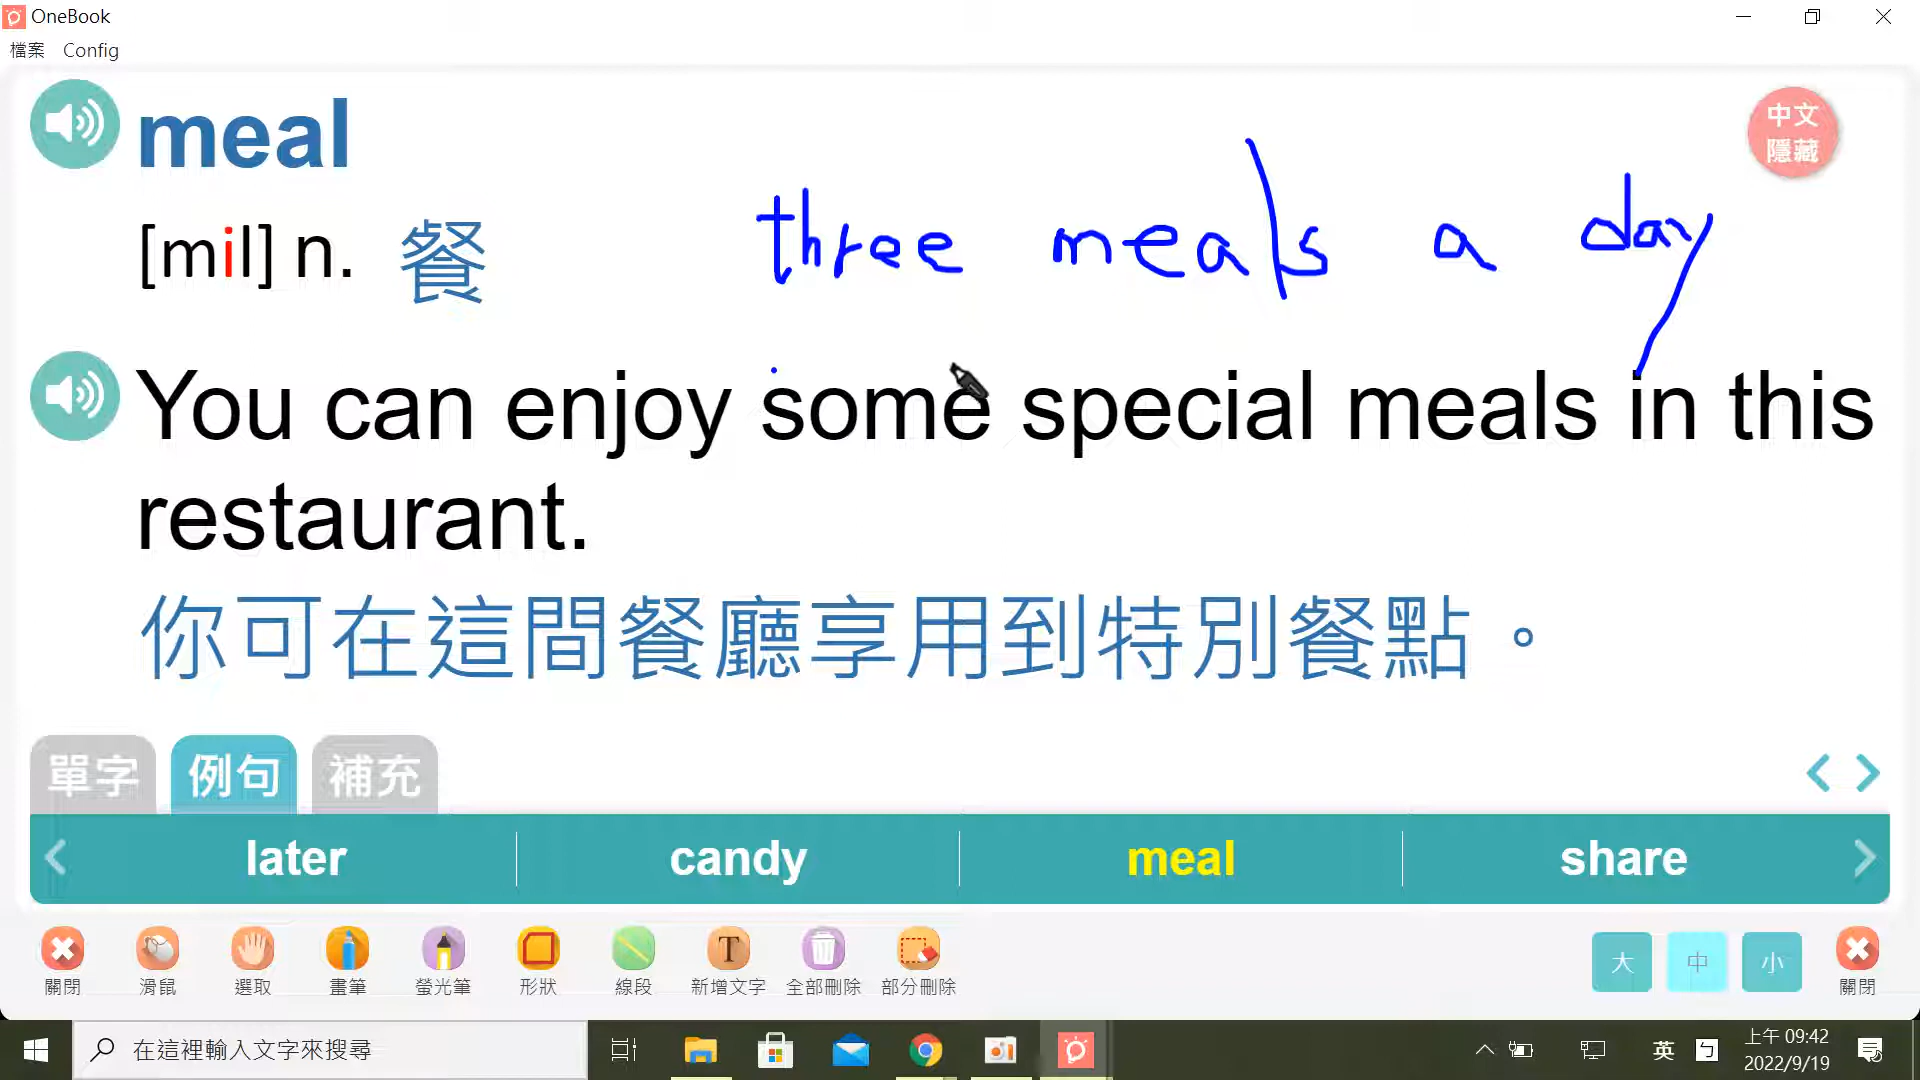 OneBook
檔案 Config
meal
中文
隱藏
three meals a day
[mil] n. 餐
You can enjoy some special meals in this
restaurant.
你可在這間餐廳享用到特別餐點。
單字 例句 補充
later candy meal share
關閉 滑鼠 選取 畫筆 螢光筆 形狀 線段 新增文字 全部刪除 部分刪除 大 中 小 關閉
在這裡輸入文字來搜尋
英 ㄅ
上午 09:42
2022/9/19